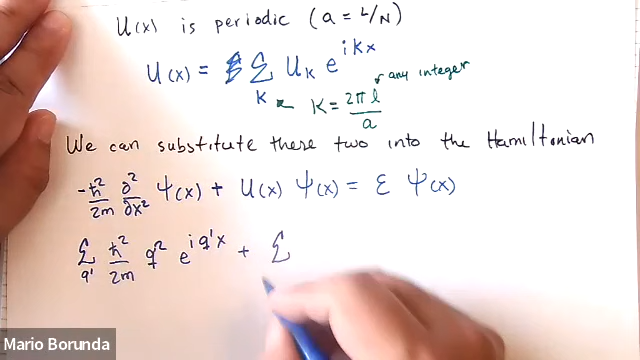 U(x) is periodic (a = L/N)
U(x) = Σ U_K e^{iKx}
K ← K = 2πl/a ← any integer
We can substitute these two into the Hamiltonian
-ħ²/2m ∂²/∂x² Ψ(x) + U(x) Ψ(x) = ε Ψ(x)
Σ_{q'} ħ²/2m q'² e^{iq'x} + Σ
Mario Borunda